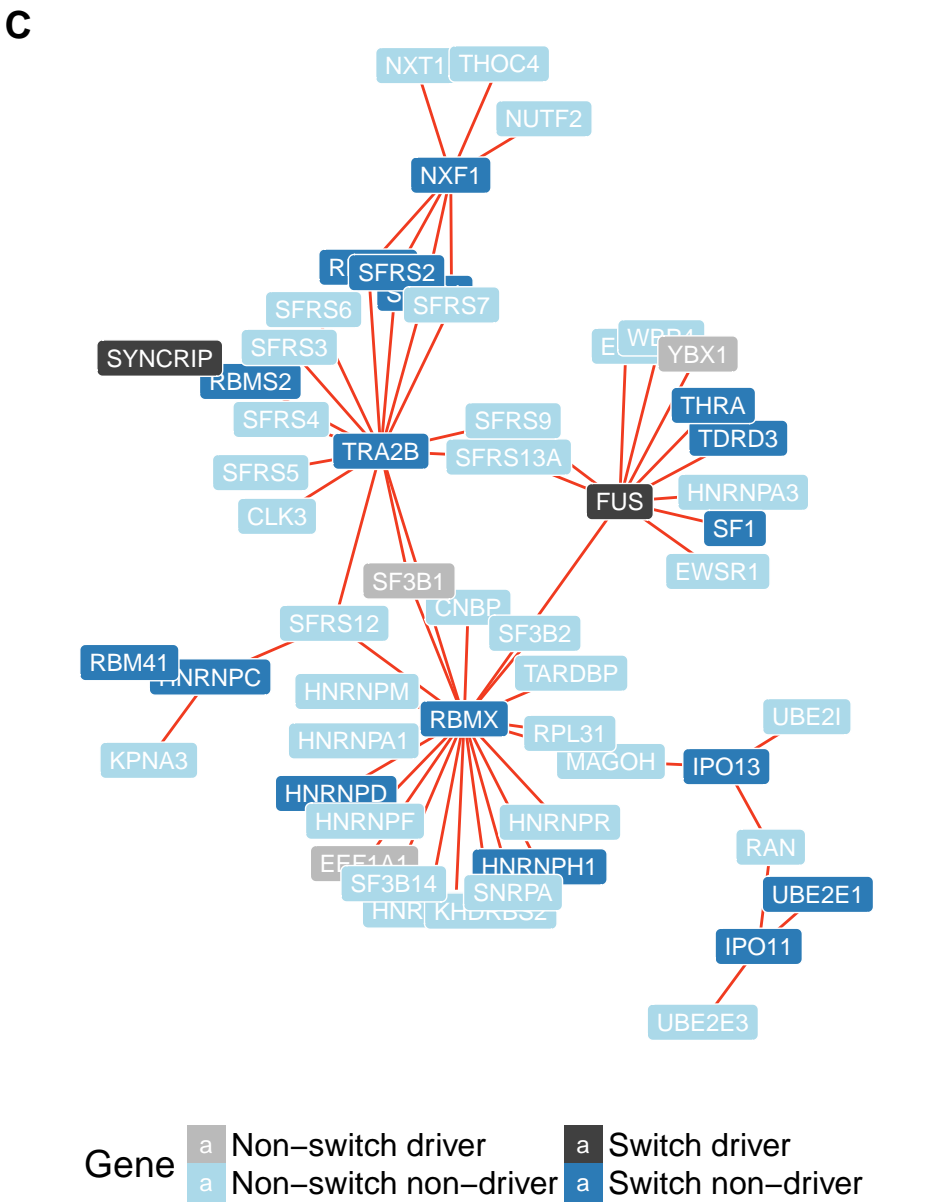 C
NXT1 THOC4
NUTF2
NXF1
SFRS2
SFRS6 SFRS7
SYNCRIP SFRS3 YBX1
RBMS2
THRA
SFRS4 SFRS9
TDRD3
TRA2B SFRS13A
SFRS5
HNRNPA3
FUS
CLK3
SF1
EWSR1
SF3B1
CNBP
SFRS12 SF3B2
RBM41
HNRNPC TARDBP
HNRNPM
RBMX UBE2I
HNRNPA1 RPL31
KPNA3 MAGOH IPO13
HNRNPD
HNRNPF HNRNPR
RAN
EEF1A1 HNRNPH1
SF3B14 SNRPA UBE2E1
KHDRBS2
IPO11
UBE2E3
Gene
a Non−switch driver a Switch driver
a Non−switch non−driver a Switch non−driver